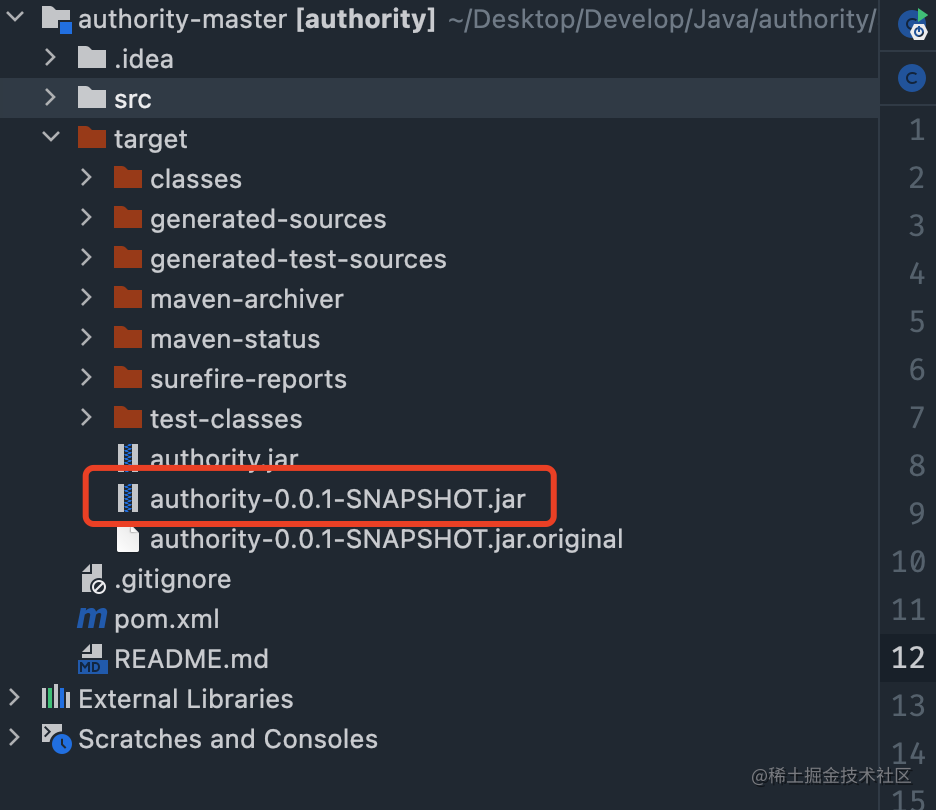 authority-master [authority] ~/Desktop/Develop/Java/authority/
.idea
src
target
classes
generated-sources
generated-test-sources
maven-archiver
maven-status
surefire-reports
test-classes
authority.jar
authority-0.0.1-SNAPSHOT.jar
authority-0.0.1-SNAPSHOT.jar.original
.gitignore
pom.xml
README.md
External Libraries
Scratches and Consoles
1
2
3
4
5
6
7
8
9
10
11
12
13
14
15
@稀土掘金技术社区